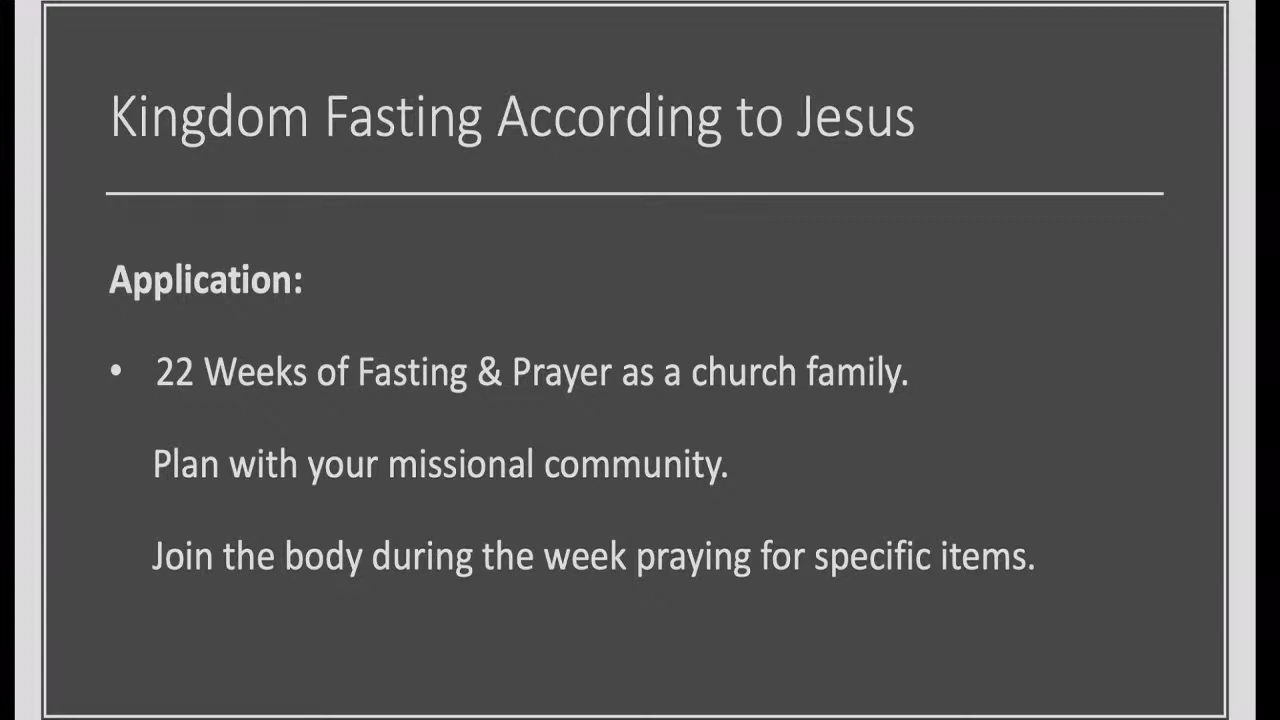 Kingdom Fasting According to Jesus
Application:
• 22 Weeks of Fasting & Prayer as a church family.
Plan with your missional community.
Join the body during the week praying for specific items.